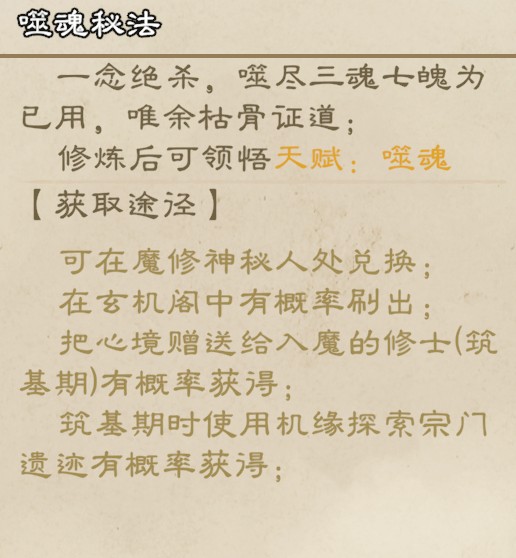 噬魂秘法
一念绝杀，噬尽三魂七魄为
已用，唯余枯骨证道；
修炼后可领悟天赋：噬魂
【获取途径】
可在魔修神秘人处兑换；
在玄机阁中有概率刷出；
把心境赠送给入魔的修士(筑
基期)有概率获得；
筑基期时使用机缘探索宗门
遗迹有概率获得；